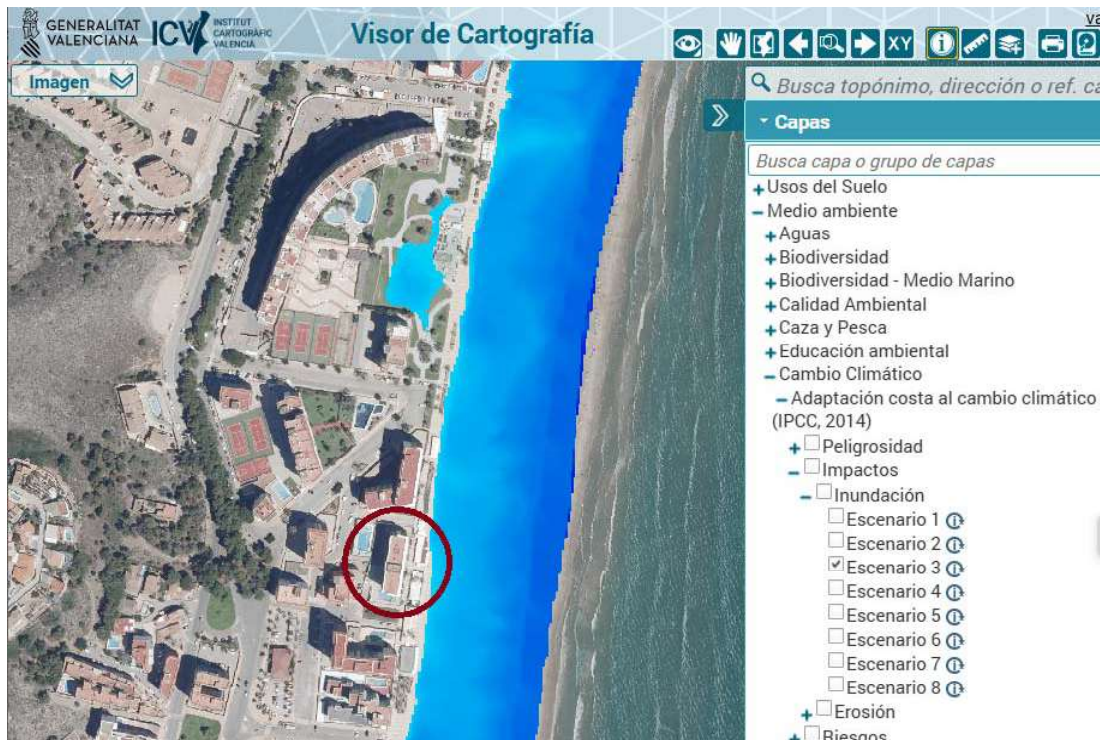 GENERALITAT
VALENCIANA
ICV
INSTITUT
CARTOGRÀFIC
VALENCIÀ
Visor de Cartografía
va
XY
Imagen
Busca topónimo, dirección o ref. ca
Capas
Busca capa o grupo de capas
Usos del Suelo
Medio ambiente
Aguas
Biodiversidad
Biodiversidad - Medio Marino
Calidad Ambiental
Caza y Pesca
Educación ambiental
Cambio Climático
Adaptación costa al cambio climático
(IPCC, 2014)
Peligrosidad
Impactos
Inundación
Escenario 1
Escenario 2
Escenario 3
Escenario 4
Escenario 5
Escenario 6
Escenario 7
Escenario 8
Erosión
Riesgos